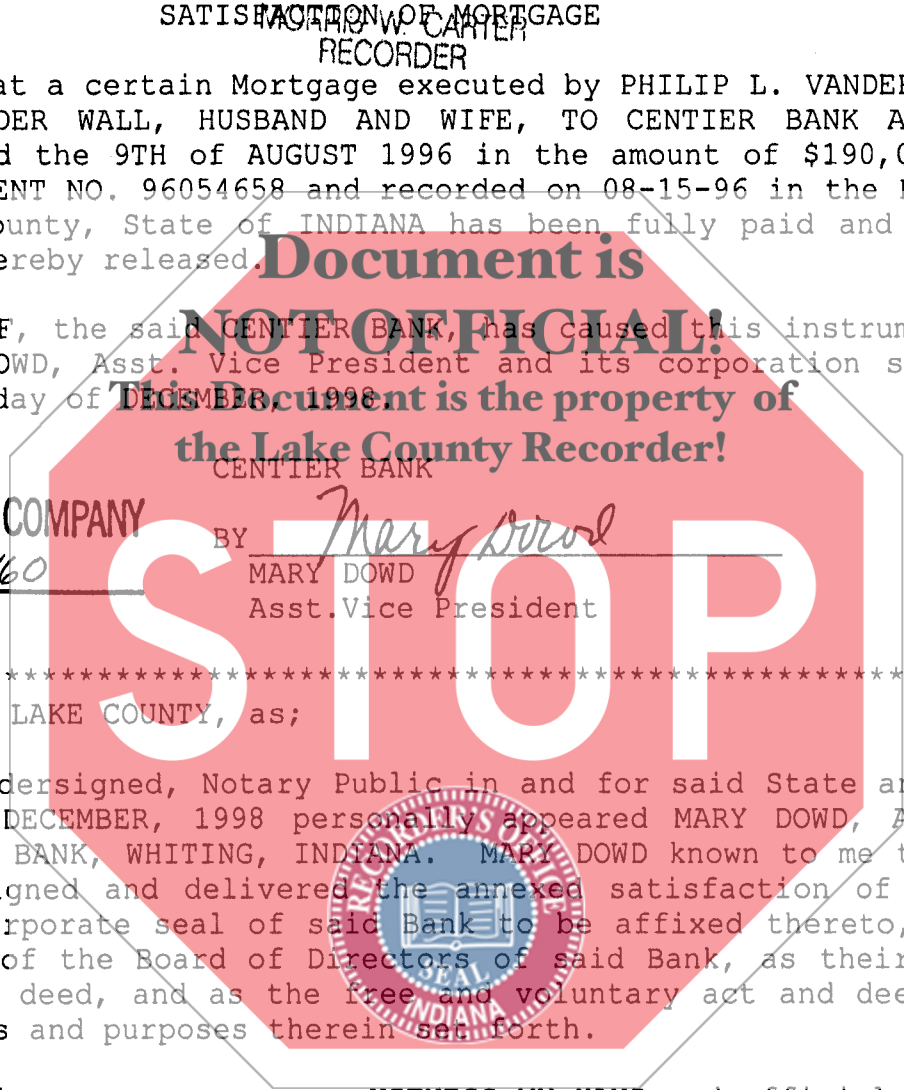 SATISFACTION OF MORTGAGE
MORRIS W. CARTER
RECORDER
at a certain Mortgage executed by PHILIP L. VANDER
DER WALL, HUSBAND AND WIFE, TO CENTIER BANK A
d the 9TH of AUGUST 1996 in the amount of $190,0
ENT NO. 96054658 and recorded on 08-15-96 in the
ounty, State of INDIANA has been fully paid and
ereby released.
Document is
NOT OFFICIAL!
F, the said CENTIER BANK, has caused this instrum
OWD, Asst. Vice President and its corporation s
day of DECEMBER, 1998.
This Document is the property of
the Lake County Recorder!
CENTIER BANK
COMPANY
BY Mary Dowd
60
MARY DOWD
Asst.Vice President
STOP
*************************************************
LAKE COUNTY, as;
dersigned, Notary Public in and for said State an
DECEMBER, 1998 personally appeared MARY DOWD, A
BANK, WHITING, INDIANA. MARY DOWD known to me t
gned and delivered the annexed satisfaction of
rporate seal of said Bank to be affixed thereto,
of the Board of Directors of said Bank, as their
deed, and as the free and voluntary act and dee
s and purposes therein set forth.
RECORDER'S OFFICE
SEAL
INDIANA